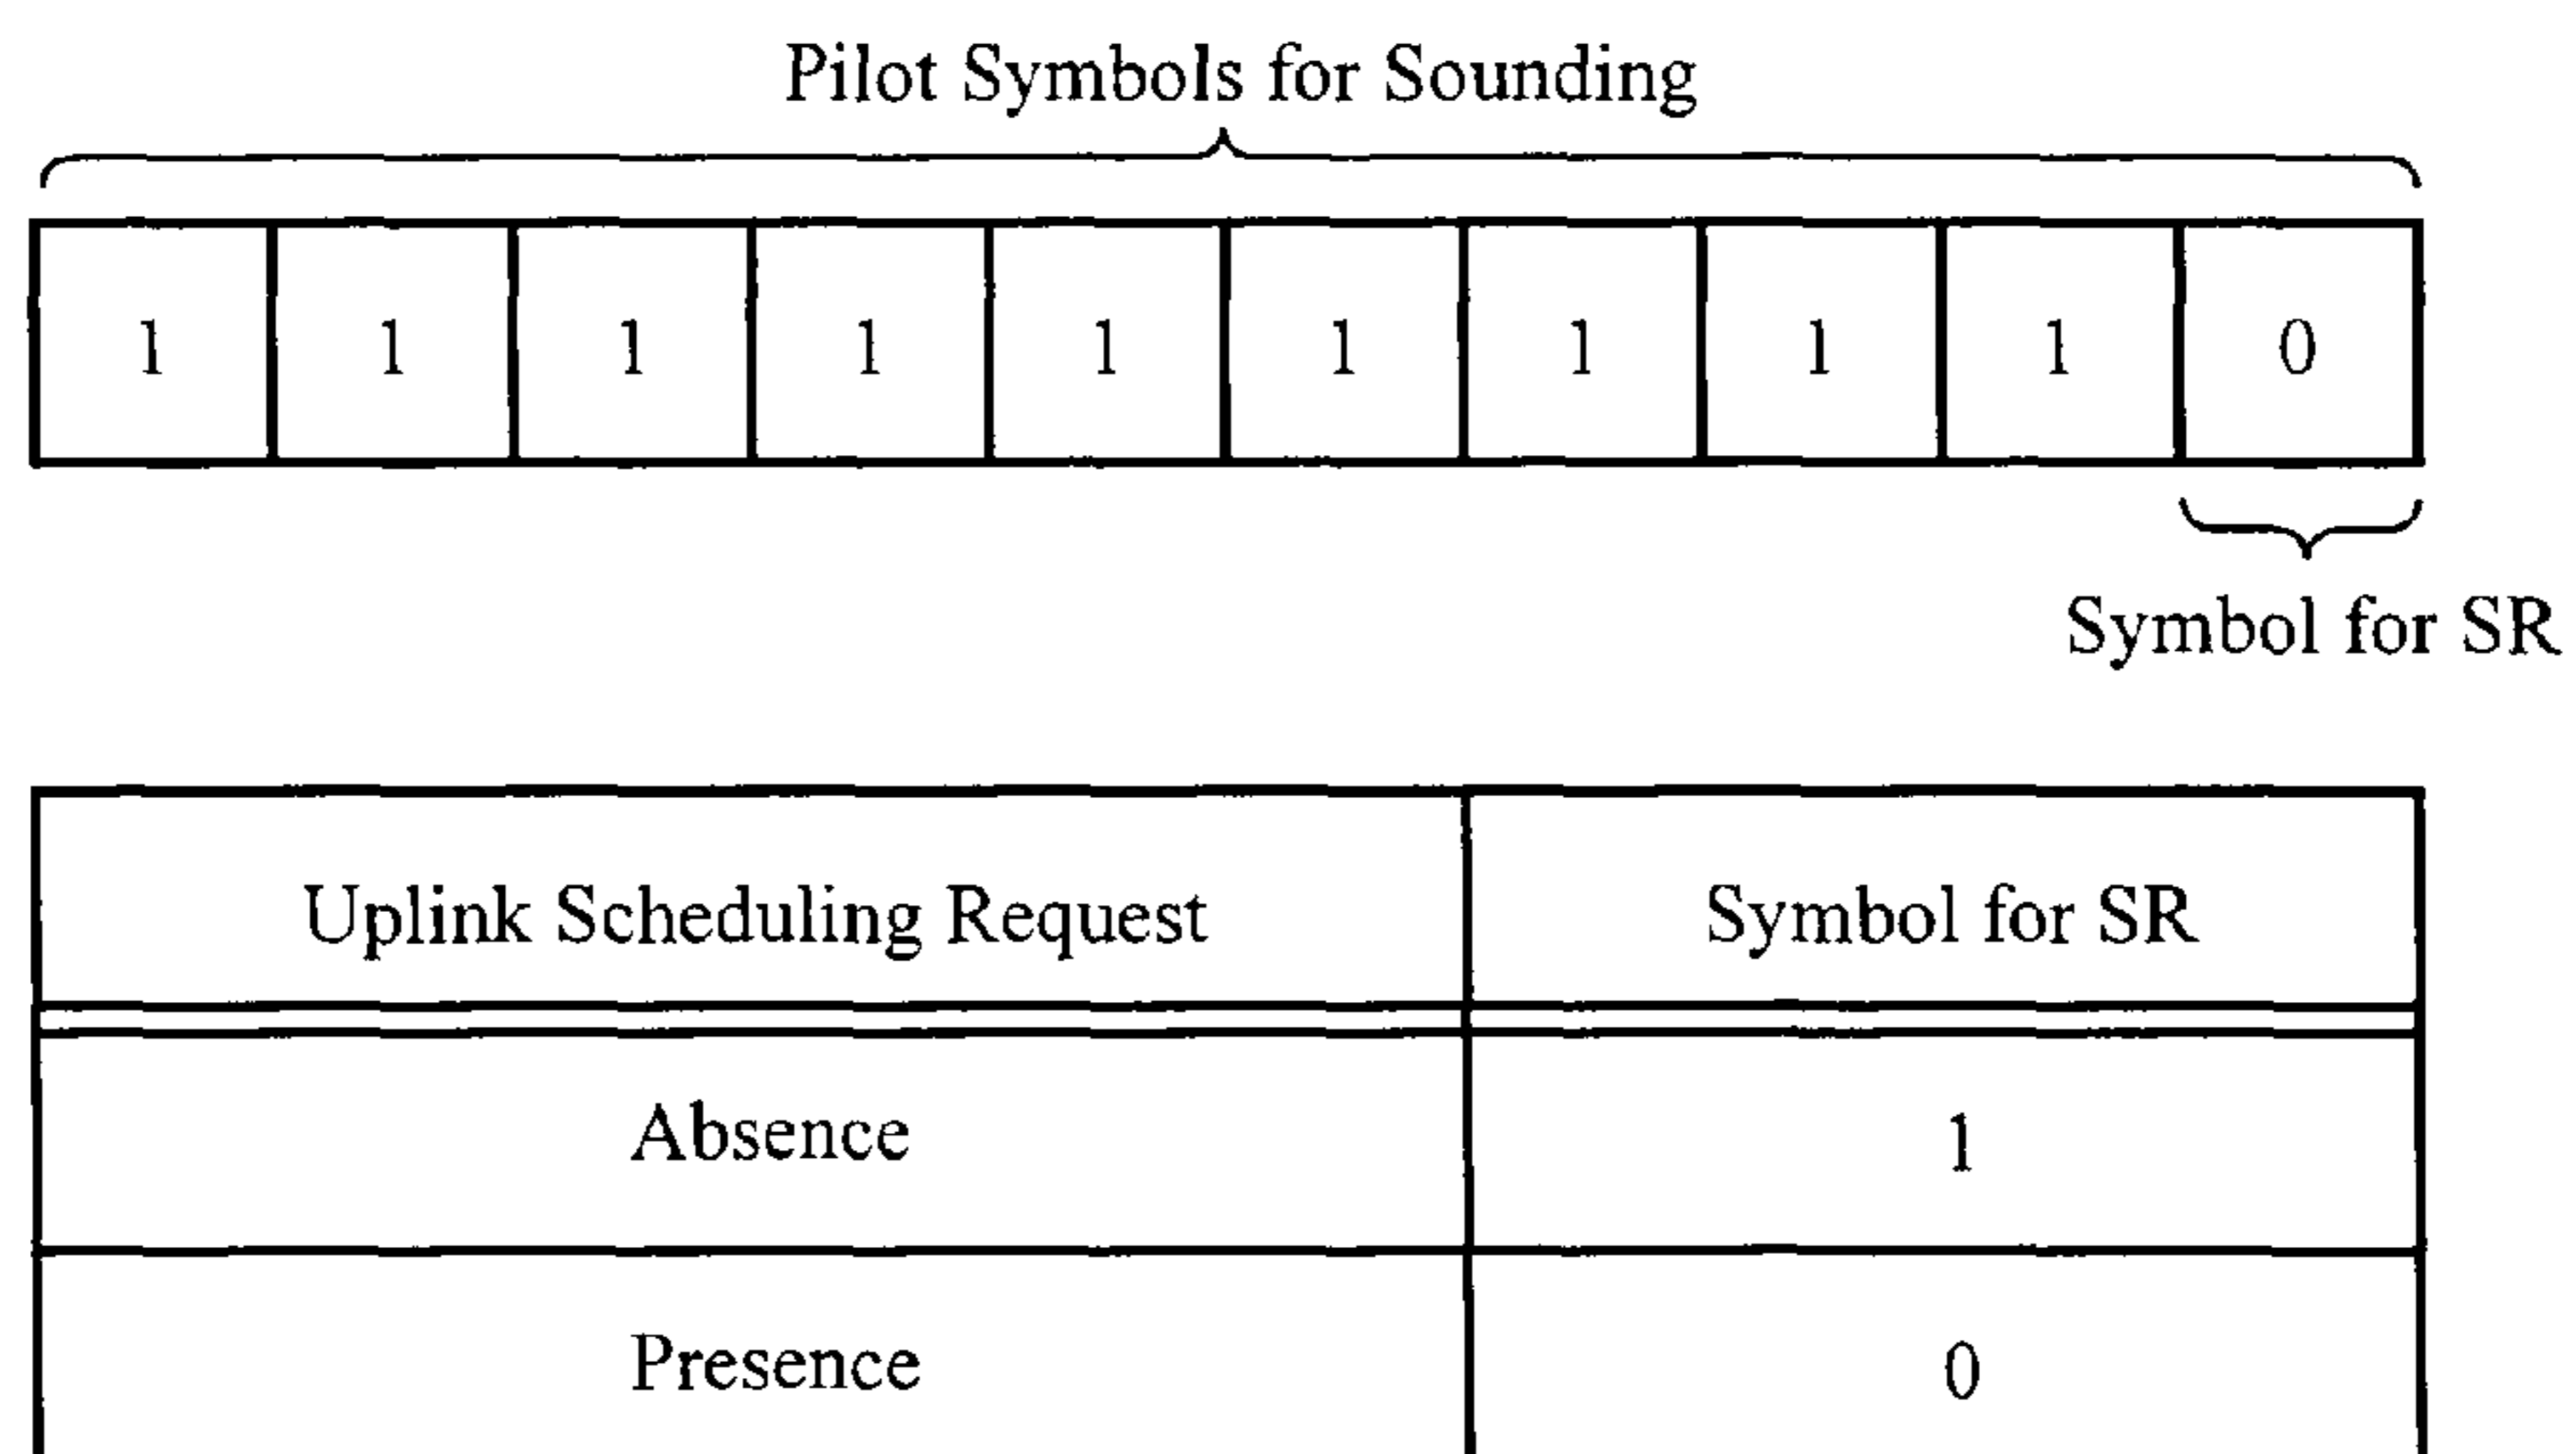 Pilot Symbols for Sounding
1 1 1 1 1 1 1 1 1 0
Symbol for SR
Uplink Scheduling Request Symbol for SR
Absence 1
Presence 0